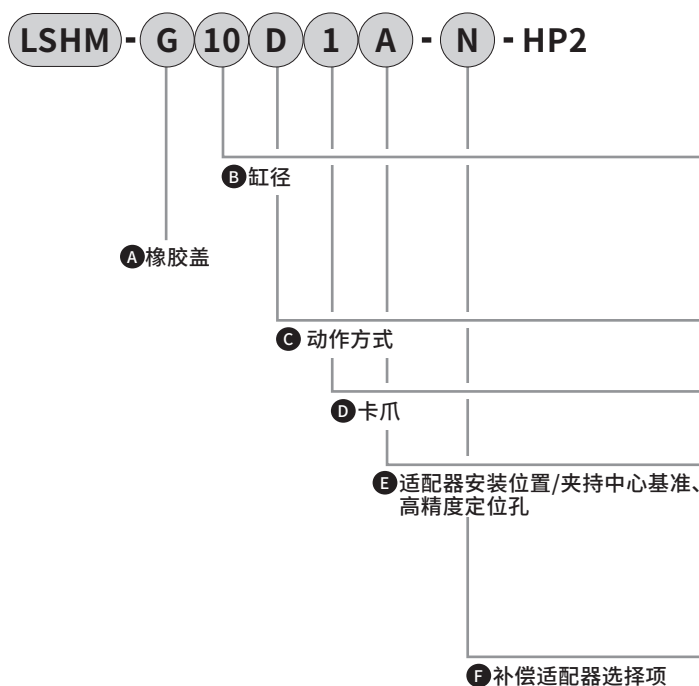 LSHM-G10D1A-N-HP2
B缸径
A橡胶盖
C 动作方式
D卡爪
E适配器安装位置/夹持中心基准、
高精度定位孔
F补偿适配器选择项